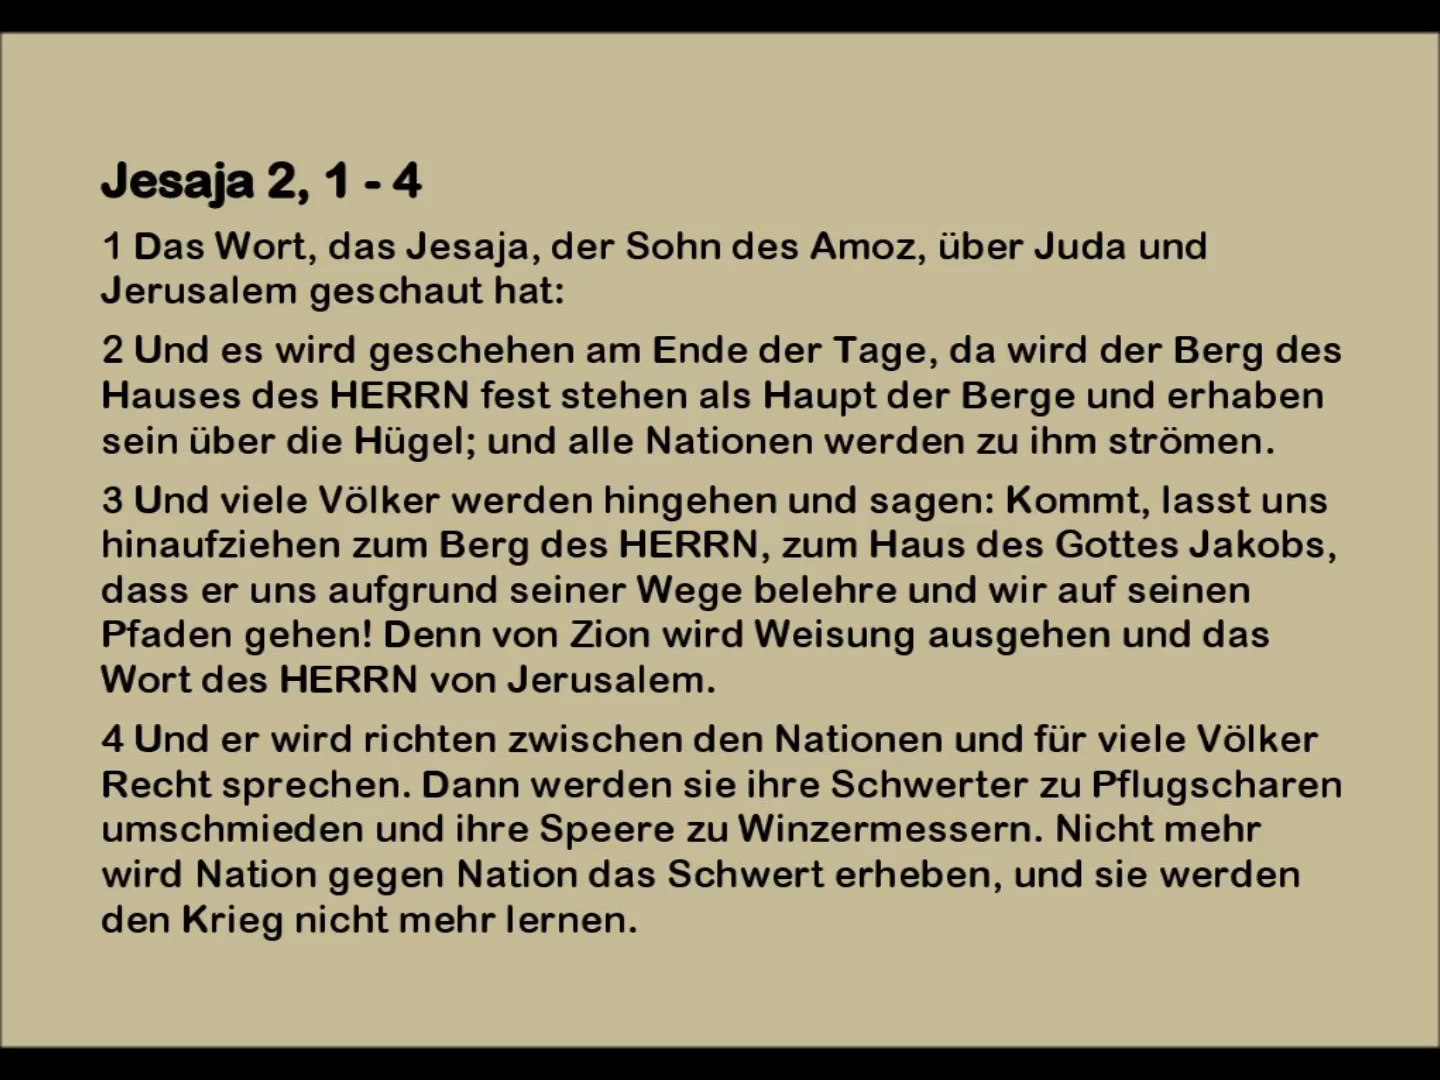 Jesaja 2, 1 - 4
1 Das Wort, das Jesaja, der Sohn des Amoz, über Juda und
Jerusalem geschaut hat:
2 Und es wird geschehen am Ende der Tage, da wird der Berg des
Hauses des HERRN fest stehen als Haupt der Berge und erhaben
sein über die Hügel; und alle Nationen werden zu ihm strömen.
3 Und viele Völker werden hingehen und sagen: Kommt, lasst uns
hinaufziehen zum Berg des HERRN, zum Haus des Gottes Jakobs,
dass er uns aufgrund seiner Wege belehre und wir auf seinen
Pfaden gehen! Denn von Zion wird Weisung ausgehen und das
Wort des HERRN von Jerusalem.
4 Und er wird richten zwischen den Nationen und für viele Völker
Recht sprechen. Dann werden sie ihre Schwerter zu Pflugscharen
umschmieden und ihre Speere zu Winzermessern. Nicht mehr
wird Nation gegen Nation das Schwert erheben, und sie werden
den Krieg nicht mehr lernen.